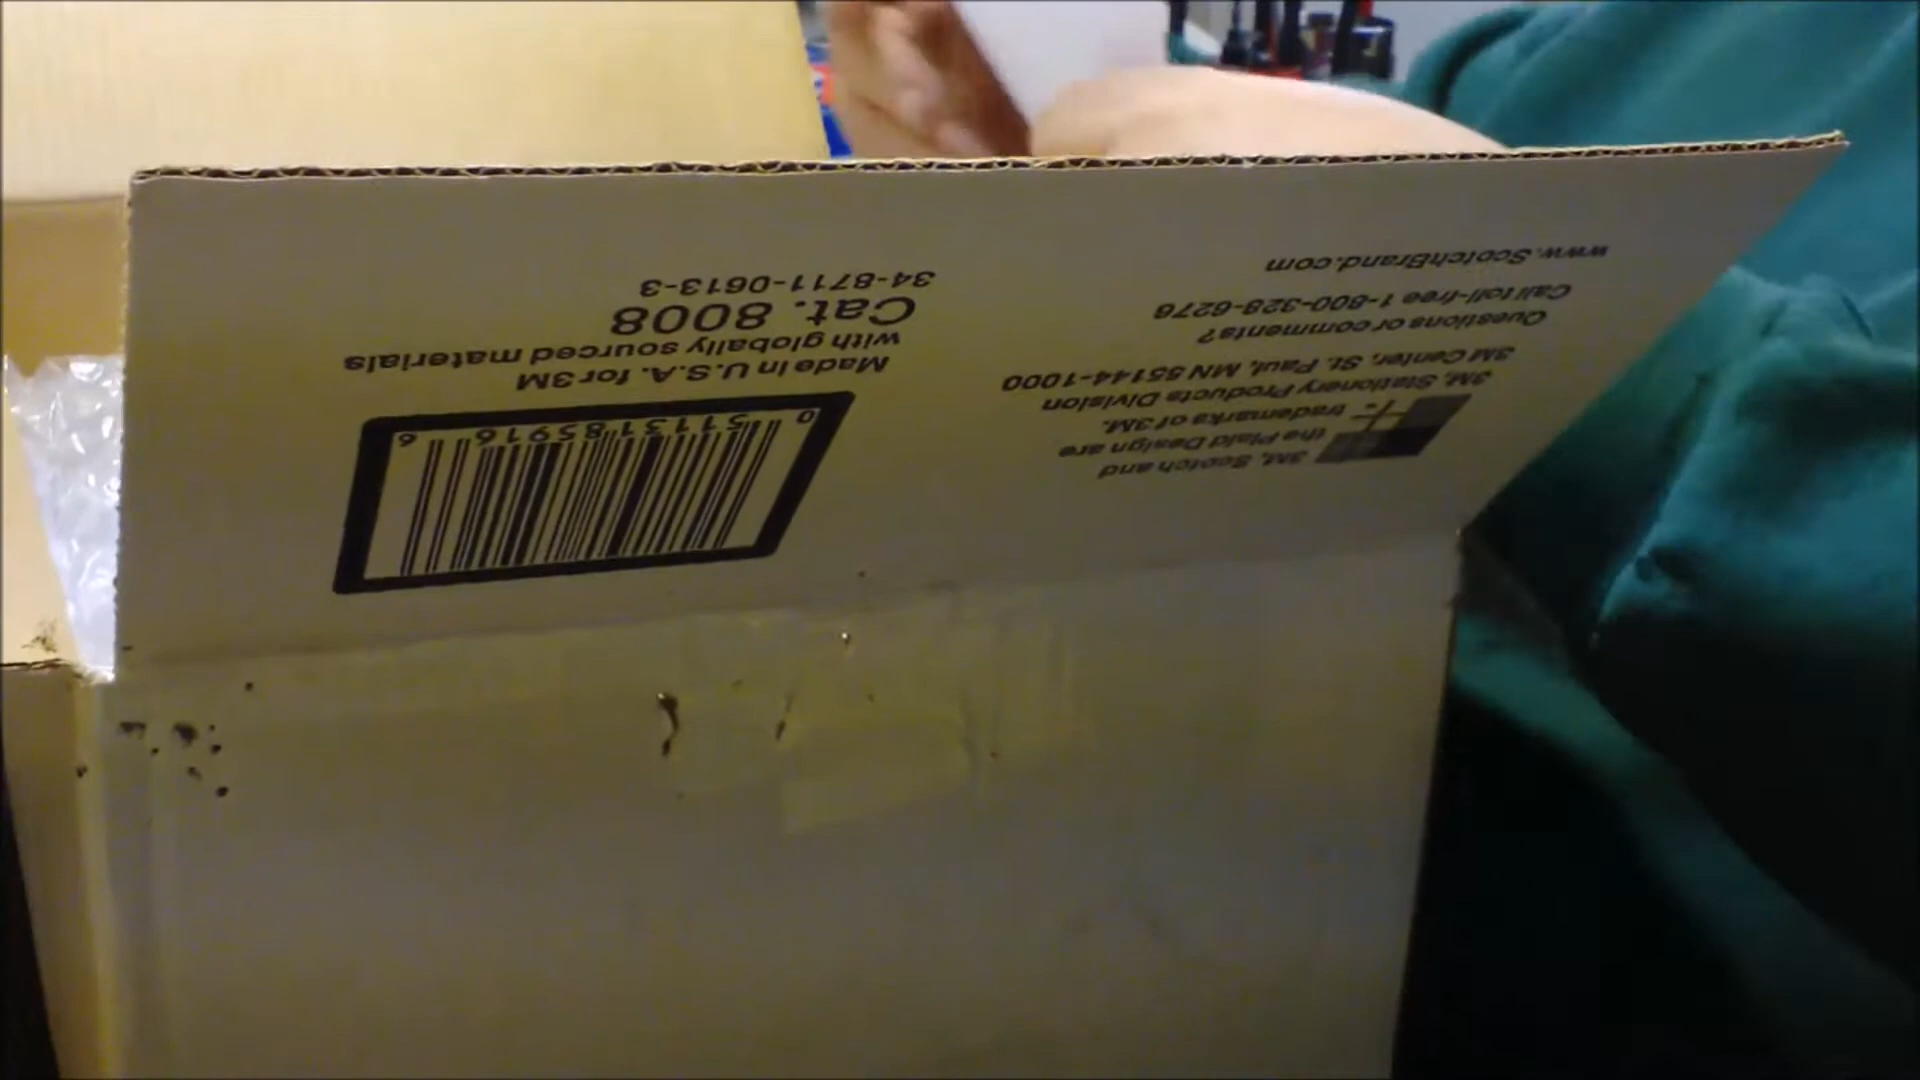 3M, Scotch and
the Plaid Design are
trademarks of 3M.
3M, Stationery Products Division
3M Center, St. Paul, MN 55144-1000
Questions or comments?
Call toll-free 1-800-328-6276
www.ScotchBrand.com
0 51131 85916 6
Made in U.S.A. for 3M
with globally sourced materials
Cat. 8008
34-8711-0613-3